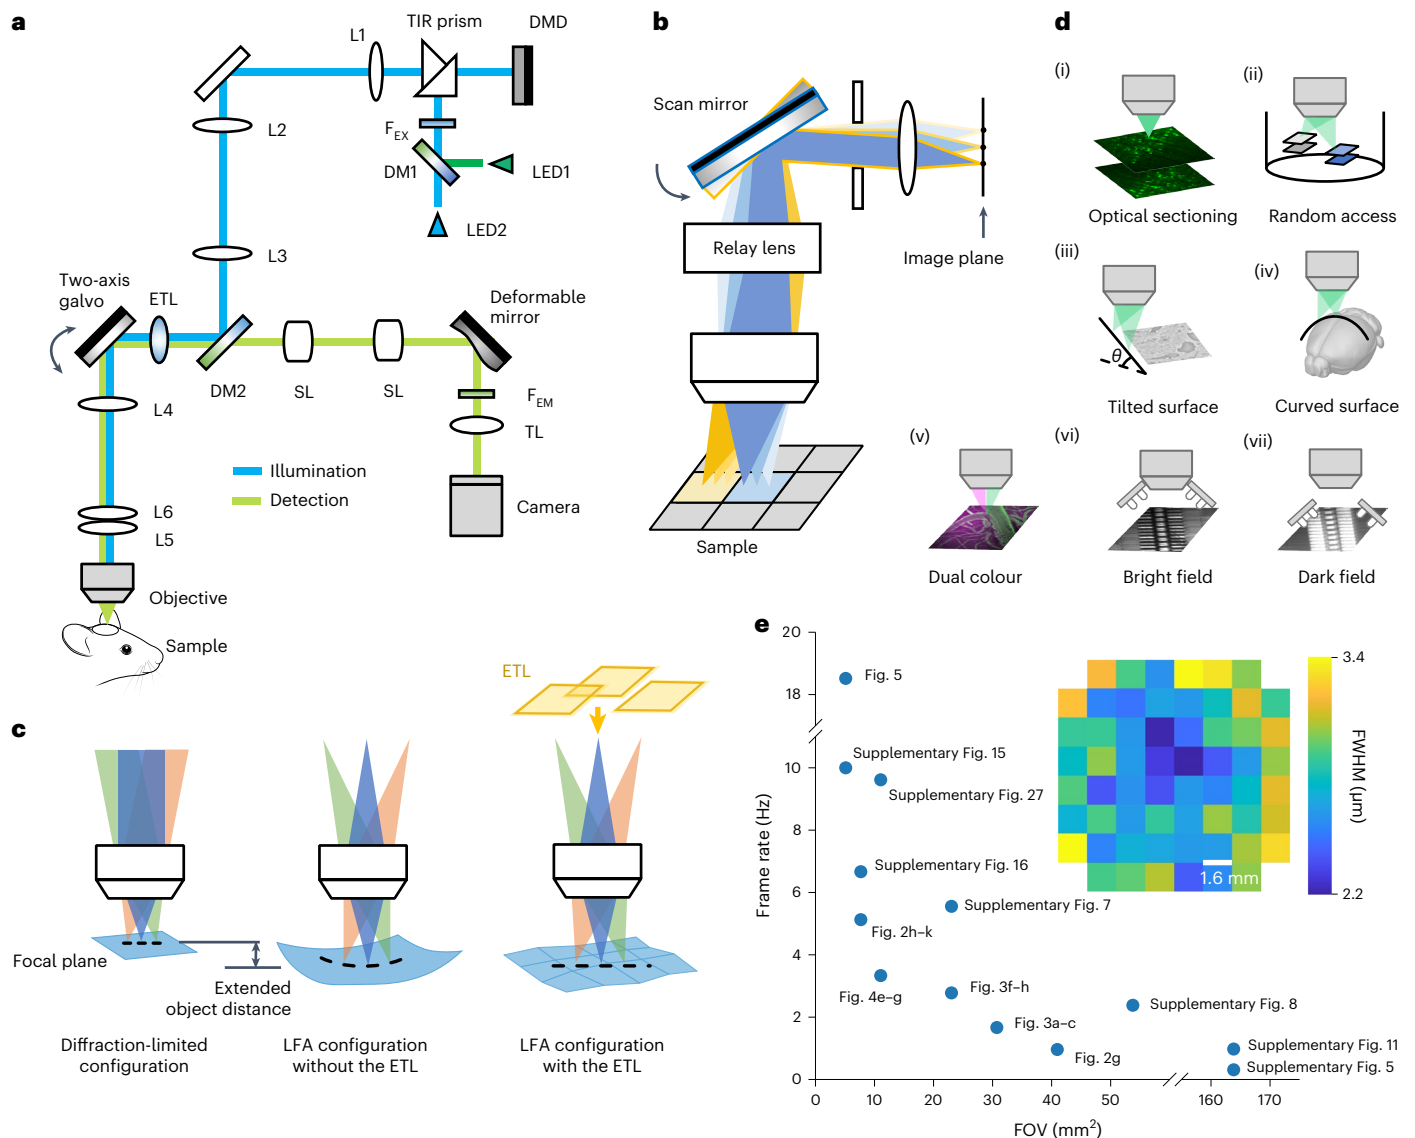 a
L1
TIR prism
DMD
L2
F_EX
DM1
LED1
LED2
L3
Two-axis
galvo
ETL
Deformable
mirror
DM2
SL
SL
F_EM
TL
L4
Illumination
Detection
Camera
L6
L5
Objective
Sample
b
Scan mirror
Relay lens
Image plane
Sample
c
ETL
Focal plane
Extended
object distance
Diffraction-limited
configuration
LFA configuration
without the ETL
LFA configuration
with the ETL
d
(i)
Optical sectioning
(ii)
Random access
(iii)
θ
Tilted surface
(iv)
Curved surface
(v)
Dual colour
(vi)
Bright field
(vii)
Dark field
e
20
18
10
8
6
4
2
0
Frame rate (Hz)
Fig. 5
Supplementary Fig. 15
Supplementary Fig. 27
Supplementary Fig. 16
Supplementary Fig. 7
Fig. 2h–k
Fig. 4e–g
Fig. 3f–h
Fig. 3a–c
Fig. 2g
Supplementary Fig. 8
Supplementary Fig. 11
Supplementary Fig. 5
1.6 mm
3.4
FWHM (μm)
2.2
0
10
20
30
40
50
160
170
FOV (mm²)